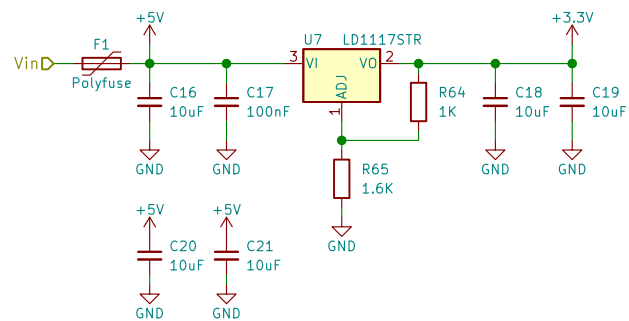 +5V
+3.3V
F1
U7
LD1117STR
Vin
3
VI
VO
2
Polyfuse
ADJ
1
C16
10uF
C17
100nF
R64
1K
C18
10uF
C19
10uF
GND
GND
R65
1.6K
GND
GND
GND
+5V
+5V
C20
10uF
C21
10uF
GND
GND